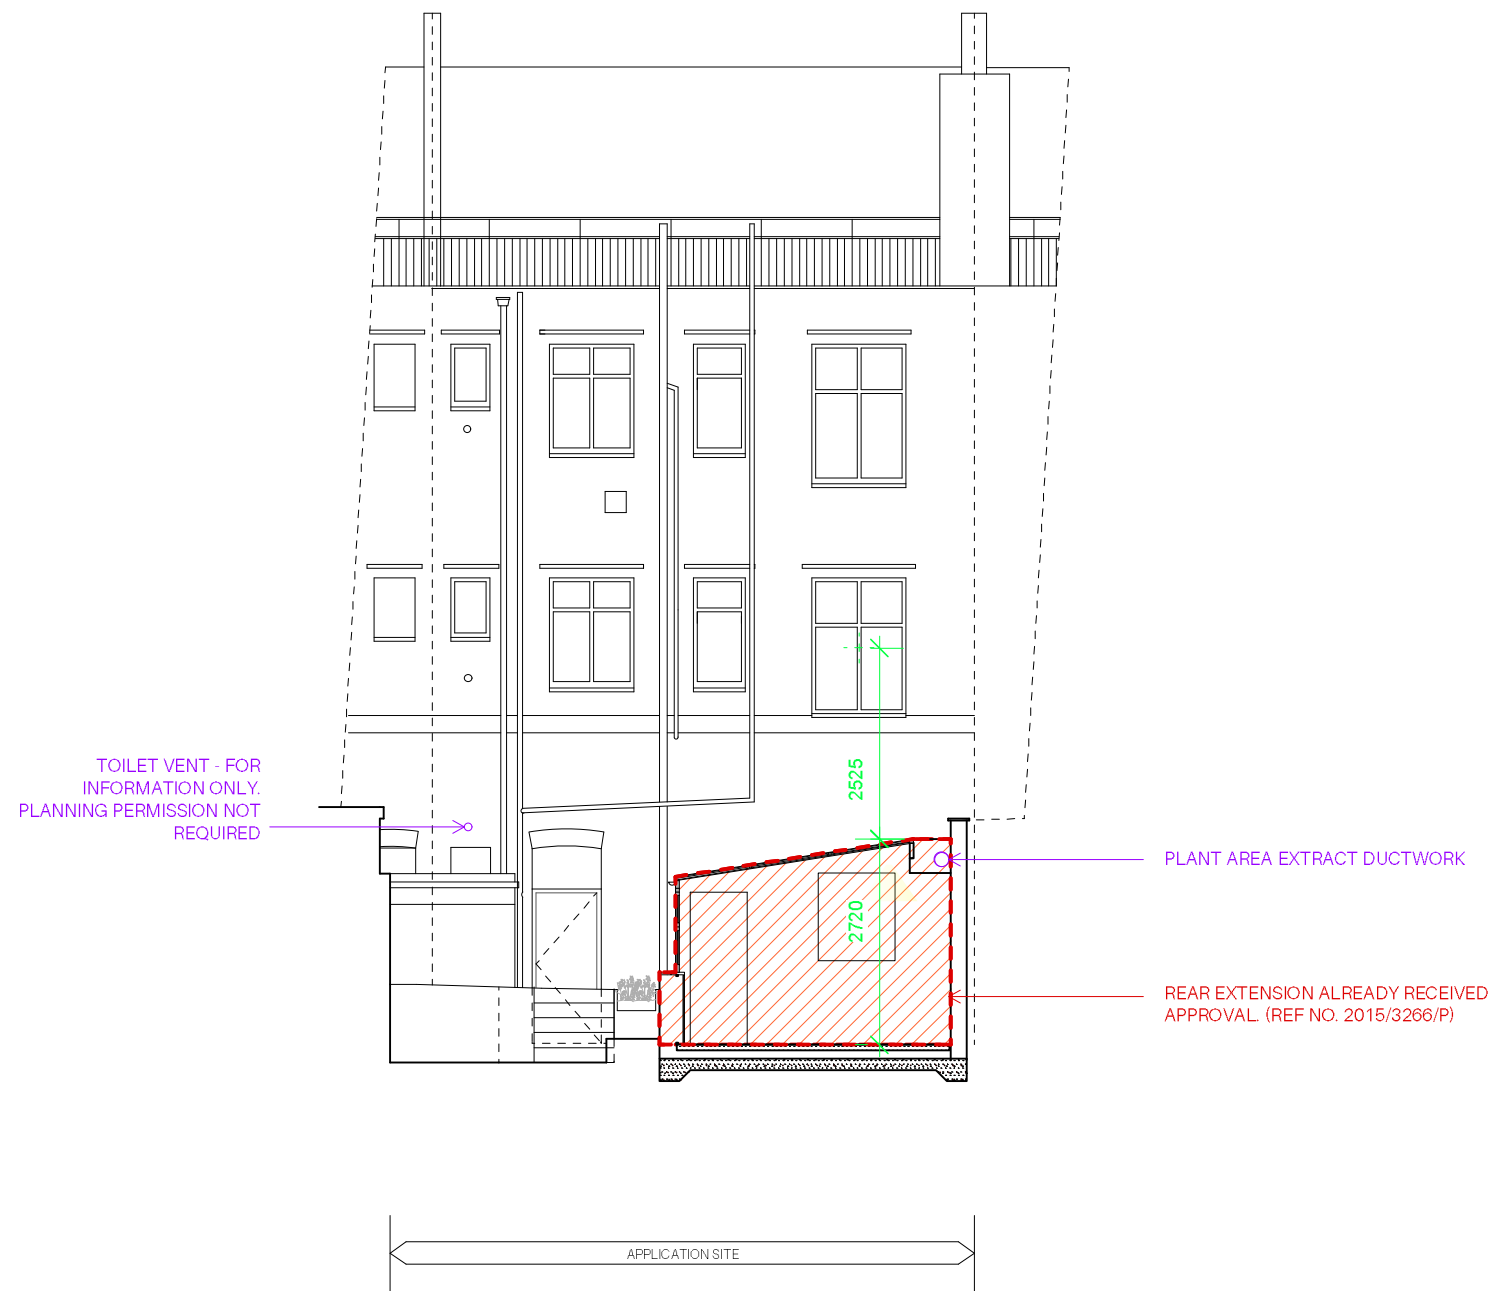 TOILET VENT - FOR
INFORMATION ONLY.
PLANNING PERMISSION NOT
REQUIRED
2525
PLANT AREA EXTRACT DUCTWORK
2720
REAR EXTENSION ALREADY RECEIVED
APPROVAL. (REF NO. 2015/3266/P)
APPLICATION SITE